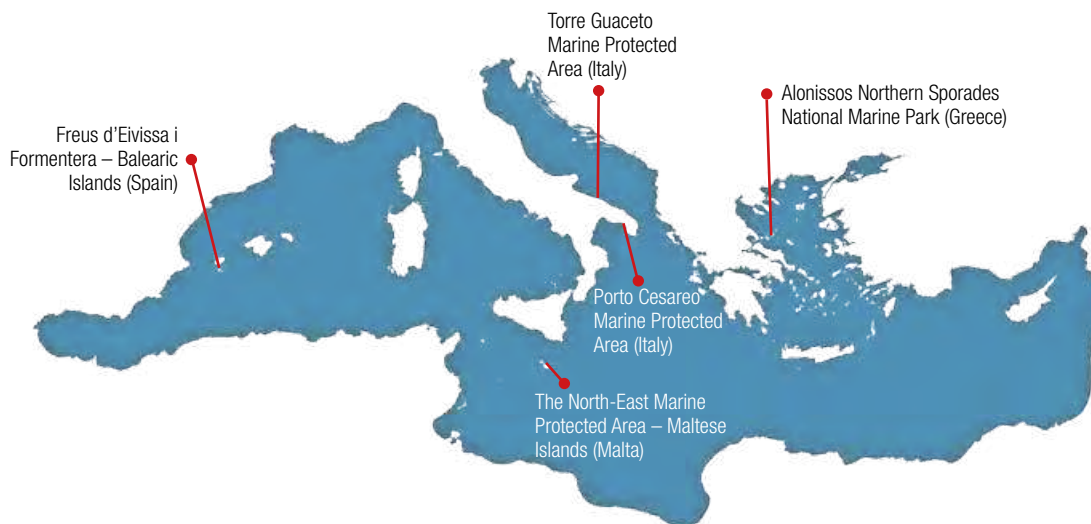 Torre Guaceto
Marine Protected
Area (Italy)
Alonissos Northern Sporades
National Marine Park (Greece)
Freus d’Eivissa i
Formentera – Balearic
Islands (Spain)
Porto Cesareo
Marine Protected
Area (Italy)
The North-East Marine
Protected Area – Maltese
Islands (Malta)